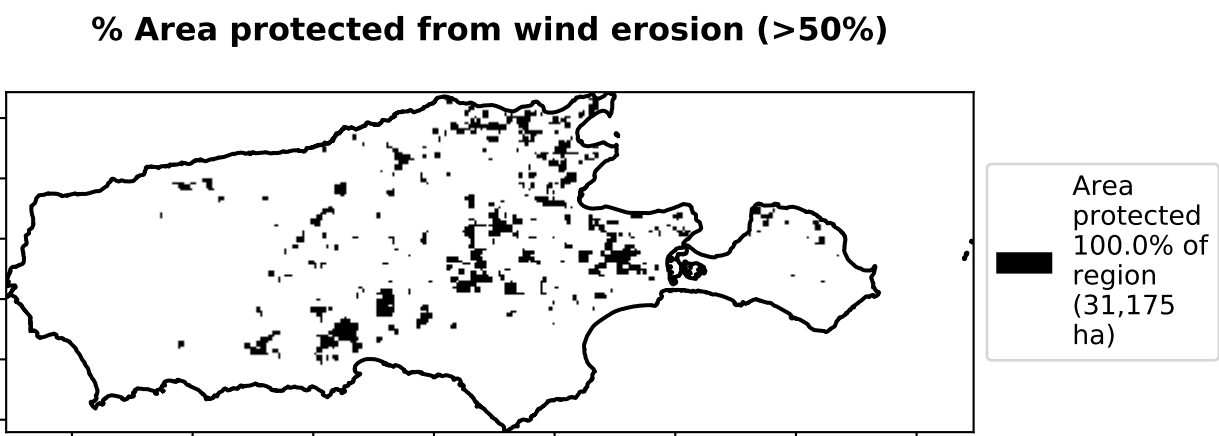 % Area protected from wind erosion (>50%)
Area
protected
100.0% of
region
(31,175
ha)